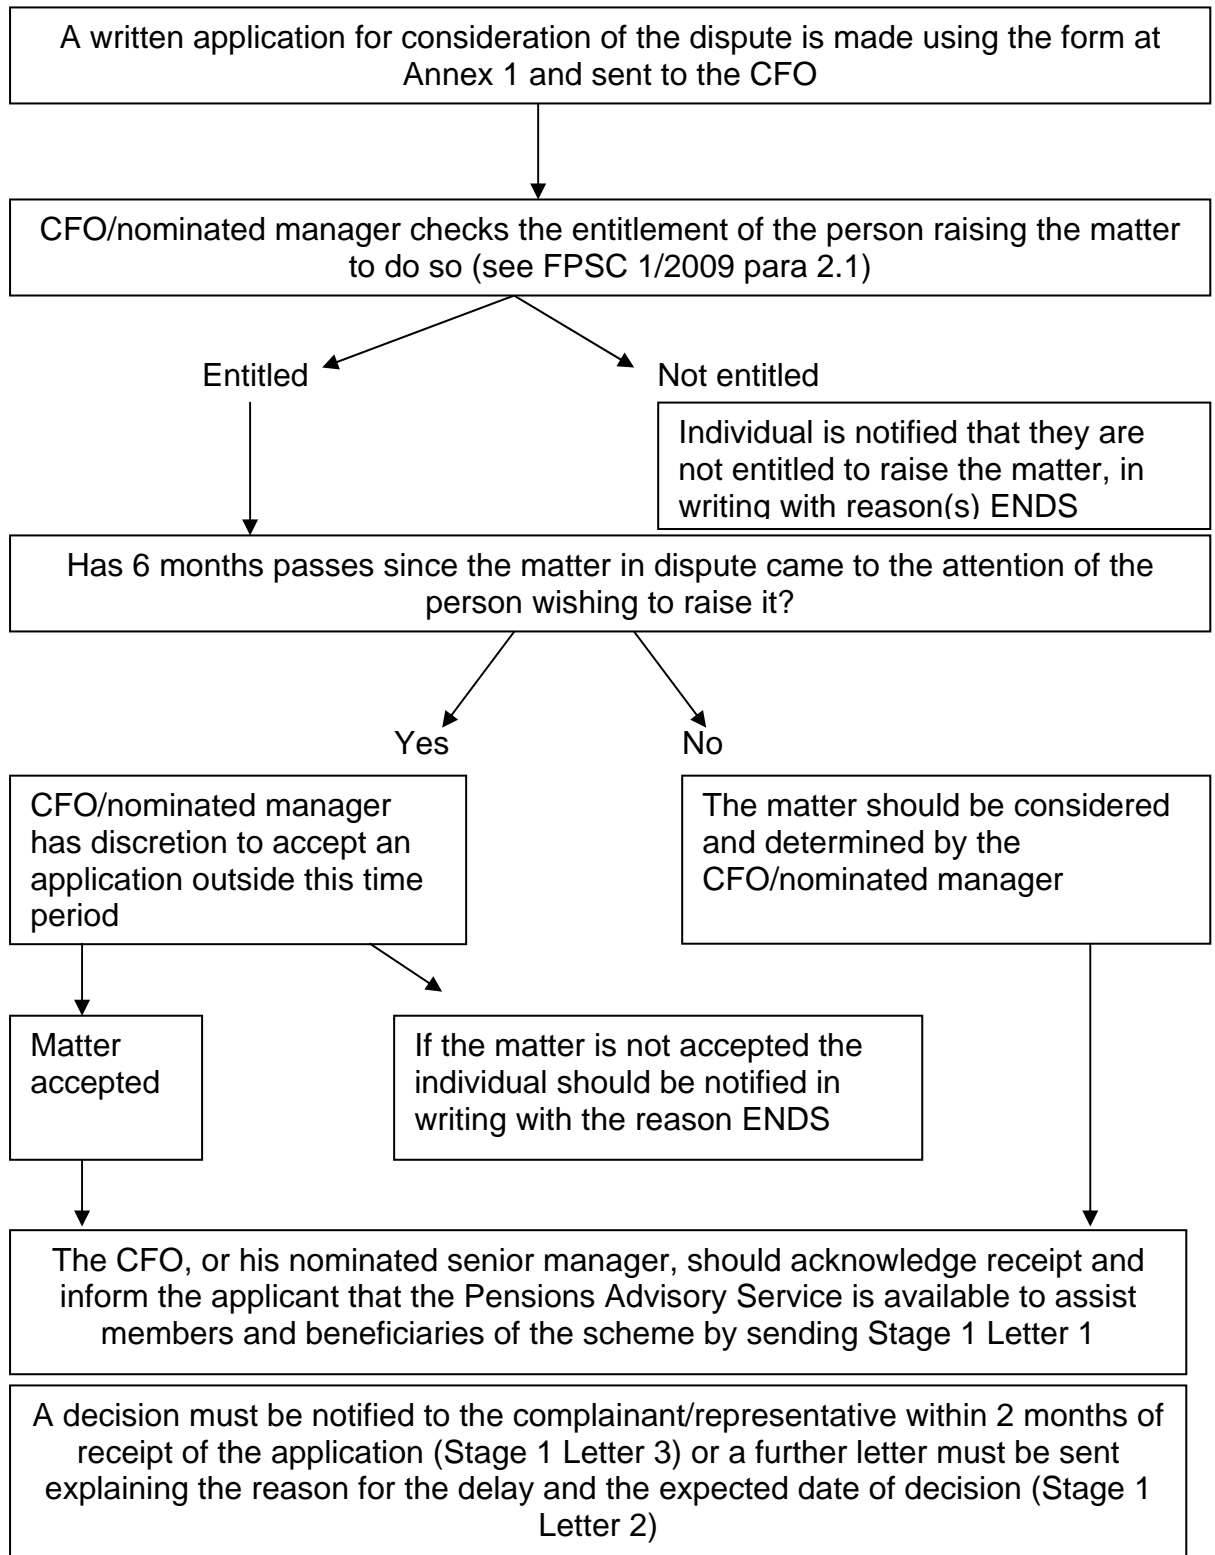 A written application for consideration of the dispute is made using the form at
Annex 1 and sent to the CFO
CFO/nominated manager checks the entitlement of the person raising the matter
to do so (see FPSC 1/2009 para 2.1)
Entitled
Not entitled
Individual is notified that they are
not entitled to raise the matter, in
writing with reason(s) ENDS
Has 6 months passes since the matter in dispute came to the attention of the
person wishing to raise it?
Yes
No
CFO/nominated manager
has discretion to accept an
application outside this time
period
The matter should be considered
and determined by the
CFO/nominated manager
Matter
accepted
If the matter is not accepted the
individual should be notified in
writing with the reason ENDS
The CFO, or his nominated senior manager, should acknowledge receipt and
inform the applicant that the Pensions Advisory Service is available to assist
members and beneficiaries of the scheme by sending Stage 1 Letter 1
A decision must be notified to the complainant/representative within 2 months of
receipt of the application (Stage 1 Letter 3) or a further letter must be sent
explaining the reason for the delay and the expected date of decision (Stage 1
Letter 2)